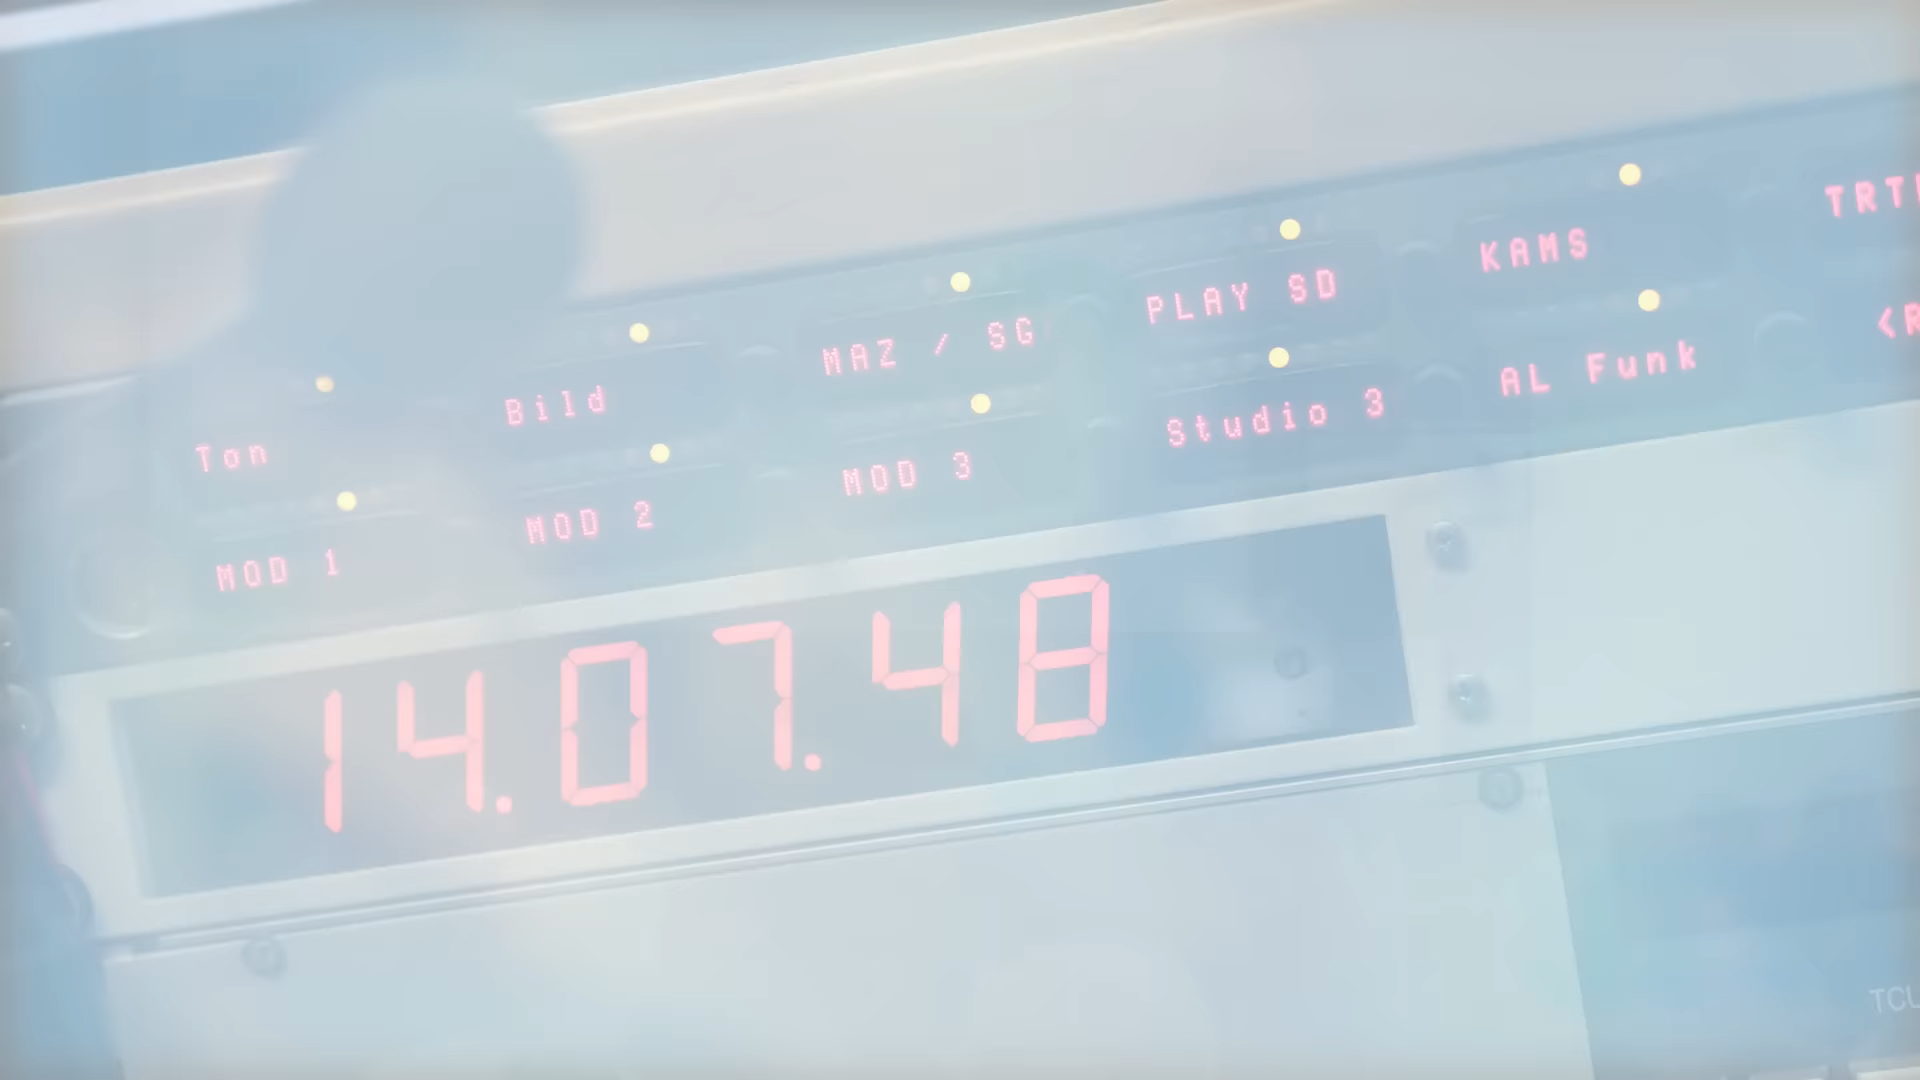 Ton Bild MAZ / SG PLAY SD KAMS
MOD 1 MOD 2 MOD 3 Studio 3 AL Funk
14.07.48